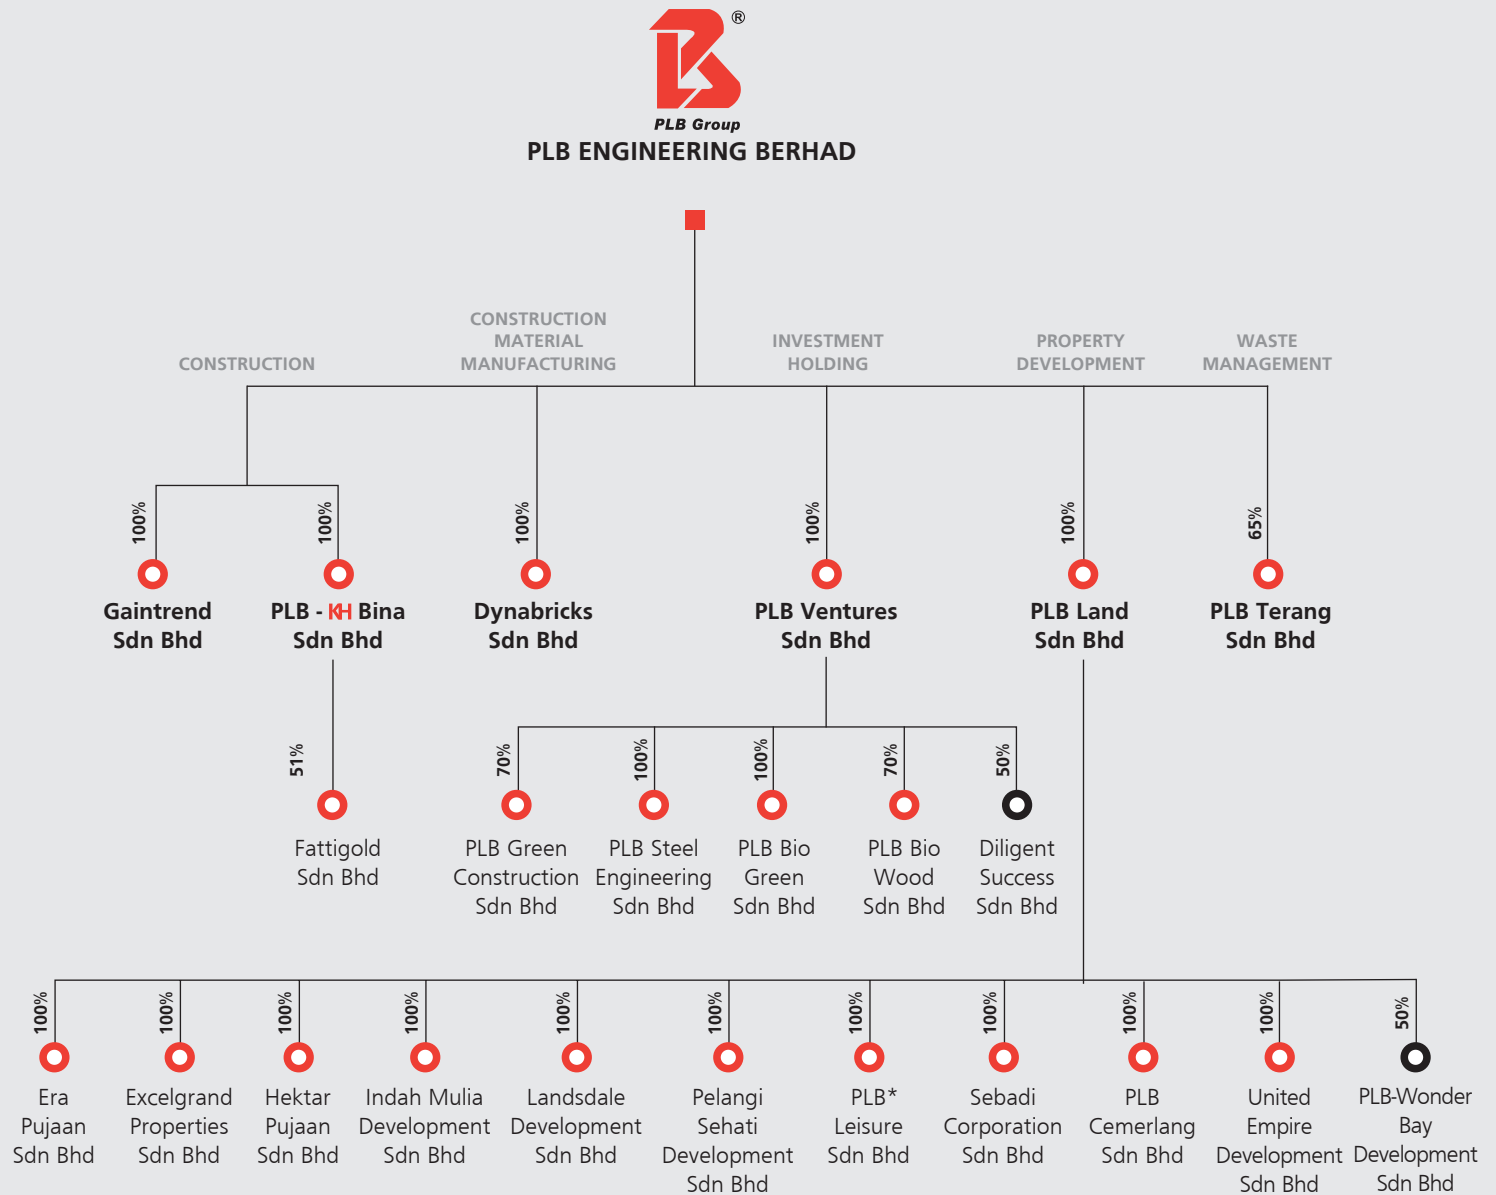 ®
PLB Group
PLB ENGINEERING BERHAD
CONSTRUCTION
CONSTRUCTION
MATERIAL
MANUFACTURING
INVESTMENT
HOLDING
PROPERTY
DEVELOPMENT
WASTE
MANAGEMENT
100%
100%
100%
100%
100%
65%
Gaintrend
Sdn Bhd
PLB - KH Bina
Sdn Bhd
Dynabricks
Sdn Bhd
PLB Ventures
Sdn Bhd
PLB Land
Sdn Bhd
PLB Terang
Sdn Bhd
51%
70%
100%
100%
70%
50%
Fattigold
Sdn Bhd
PLB Green
Construction
Sdn Bhd
PLB Steel
Engineering
Sdn Bhd
PLB Bio
Green
Sdn Bhd
PLB Bio
Wood
Sdn Bhd
Diligent
Success
Sdn Bhd
100%
100%
100%
100%
100%
100%
100%
100%
100%
100%
50%
Era
Pujaan
Sdn Bhd
Excelgrand
Properties
Sdn Bhd
Hektar
Pujaan
Sdn Bhd
Indah Mulia
Development
Sdn Bhd
Landsdale
Development
Sdn Bhd
Pelangi
Sehati
Development
Sdn Bhd
PLB*
Leisure
Sdn Bhd
Sebadi
Corporation
Sdn Bhd
PLB
Cemerlang
Sdn Bhd
United
Empire
Development
Sdn Bhd
PLB-Wonder
Bay
Development
Sdn Bhd